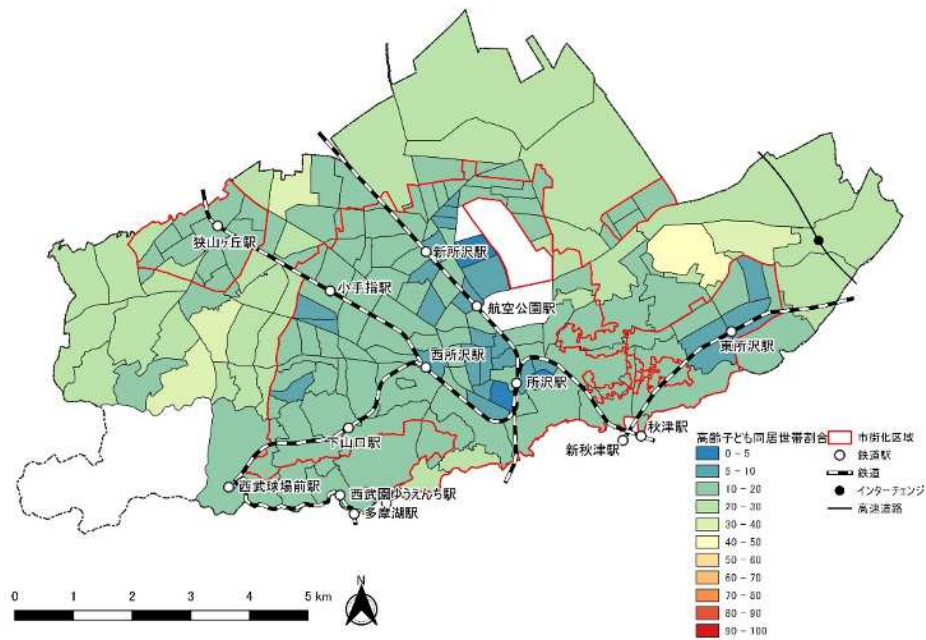 狭山ヶ丘駅
新所沢駅
小手指駅
航空公園駅
西所沢駅
東所沢駅
所沢駅
下山口駅
秋津駅
新秋津駅
西武球場前駅
西武園ゆうえんち駅
多摩湖駅
高齢子ども同居世帯割合
0 - 5
5 - 10
10 - 20
20 - 30
30 - 40
40 - 50
50 - 60
60 - 70
70 - 80
80 - 90
90 - 100
市街化区域
鉄道駅
鉄道
インターチェンジ
高速道路
0 1 2 3 4 5 km
N